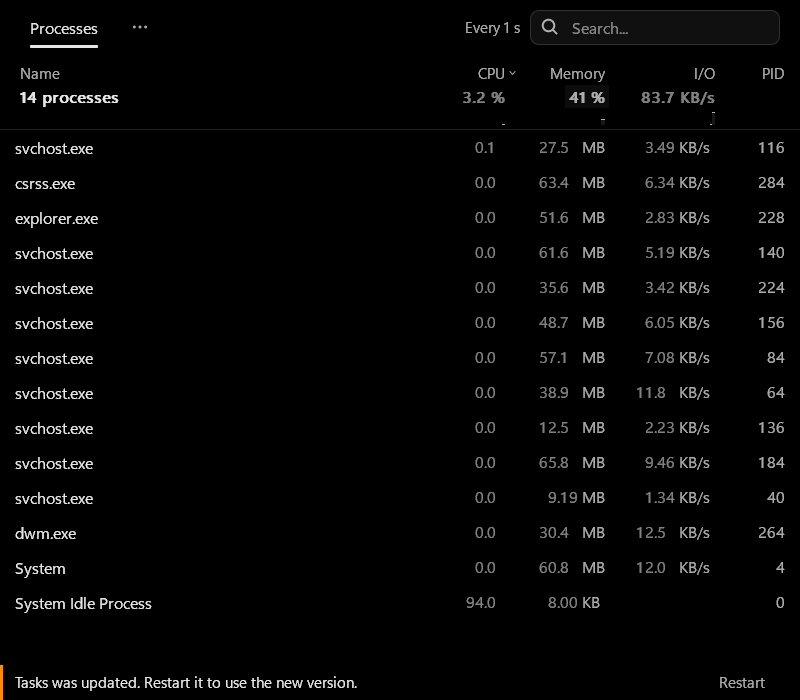 Processes ... Every 1 s Search...
Name CPU Memory I/O PID
14 processes 3.2 % 41 % 83.7 KB/s
svchost.exe 0.1 27.5 MB 3.49 KB/s 116
csrss.exe 0.0 63.4 MB 6.34 KB/s 284
explorer.exe 0.0 51.6 MB 2.83 KB/s 228
svchost.exe 0.0 61.6 MB 5.19 KB/s 140
svchost.exe 0.0 35.6 MB 3.42 KB/s 224
svchost.exe 0.0 48.7 MB 6.05 KB/s 156
svchost.exe 0.0 57.1 MB 7.08 KB/s 84
svchost.exe 0.0 38.9 MB 11.8 KB/s 64
svchost.exe 0.0 12.5 MB 2.23 KB/s 136
svchost.exe 0.0 65.8 MB 9.46 KB/s 184
svchost.exe 0.0 9.19 MB 1.34 KB/s 40
dwm.exe 0.0 30.4 MB 12.5 KB/s 264
System 0.0 60.8 MB 12.0 KB/s 4
System Idle Process 94.0 8.00 KB 0
Tasks was updated. Restart it to use the new version. Restart